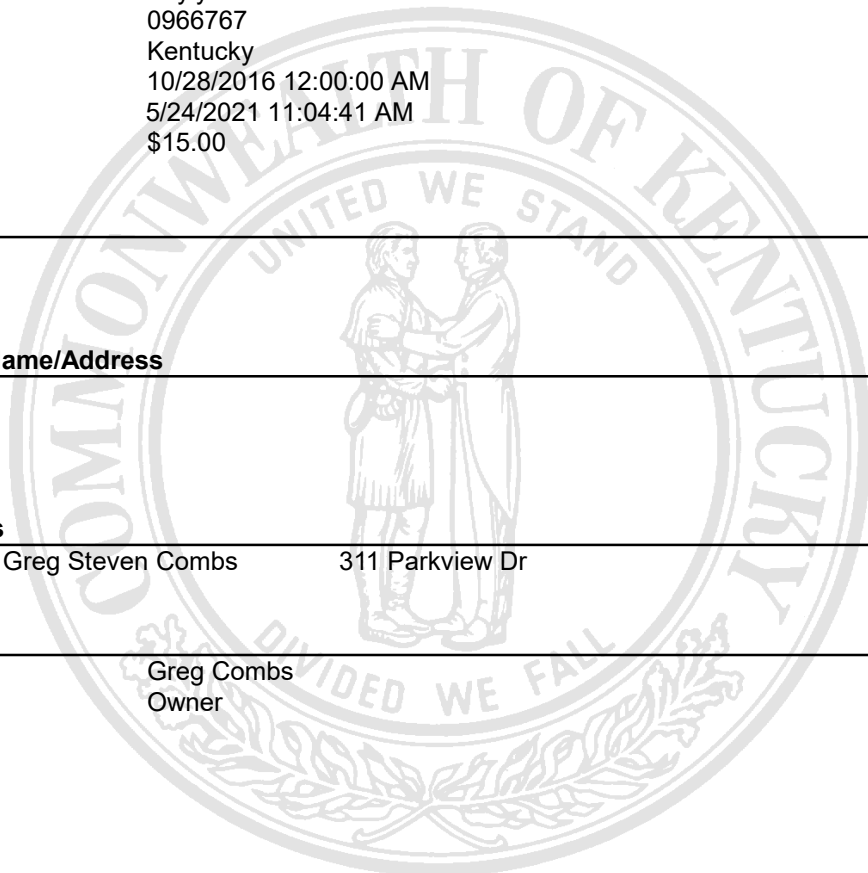 0966767
Kentucky
10/28/2016 12:00:00 AM
5/24/2021 11:04:41 AM
$15.00
COMMONWEALTH OF KENTUCKY
UNITED WE STAND
ame/Address
s
Greg Steven Combs 311 Parkview Dr
Greg Combs
Owner
DIVIDED WE FALL